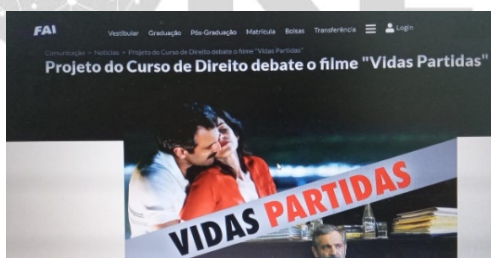 FAI Vestibular Graduação Pós-Graduação Matrícula Bolsas Transferência Login
Comunicação > Notícias > Projeto do Curso de Direito debate o filme "Vidas Partidas"
Projeto do Curso de Direito debate o filme "Vidas Partidas"
VIDAS PARTIDAS